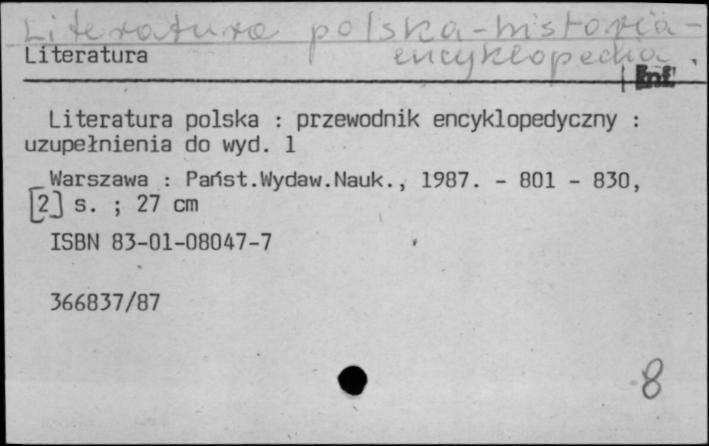 Literatura polska-historia-
encyklopedia.
Literatura
Inf.
Literatura polska : przewodnik encyklopedyczny :
uzupełnienia do wyd. 1
Warszawa : Państ.Wydaw.Nauk., 1987. - 801 - 830,
[2] s. ; 27 cm
ISBN 83-01-08047-7
366837/87
8